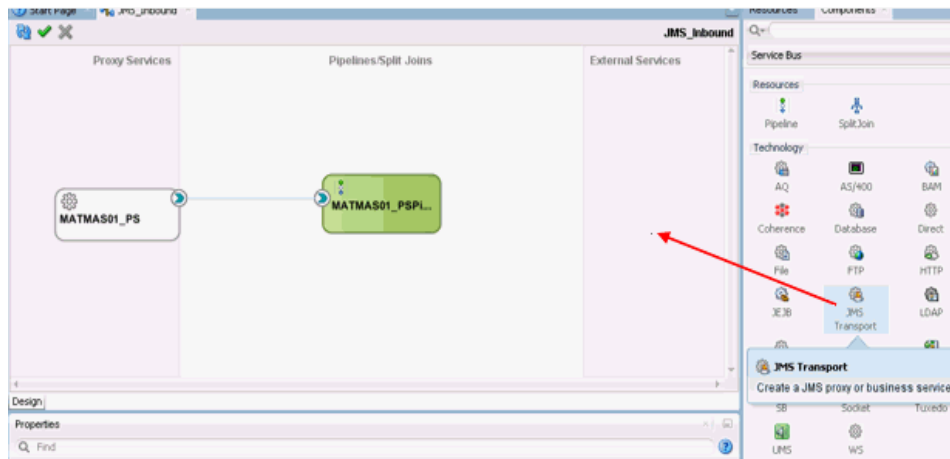 Start Page
JMS_Inbound
Resources
Components
JMS_Inbound
Proxy Services
Pipelines/Split Joins
External Services
MATMAS01_PS
MATMAS01_PSPi...
Design
Properties
Find
Service Bus
Resources
Pipeline
SplitJoin
Technology
AQ
AS/400
BAM
Coherence
Database
Direct
File
FTP
HTTP
JEJB
JMS
Transport
LDAP
JMS Transport
Create a JMS proxy or business service
SB
Socket
Tuxedo
UMS
WS